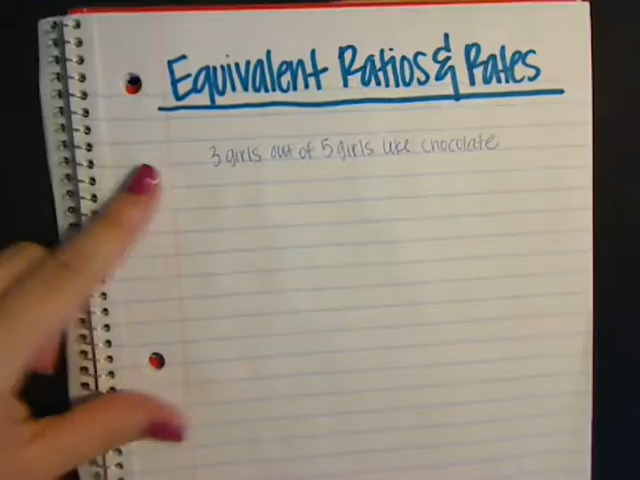 Equivalent Ratios & Rates
3 girls out of 5 girls like chocolate